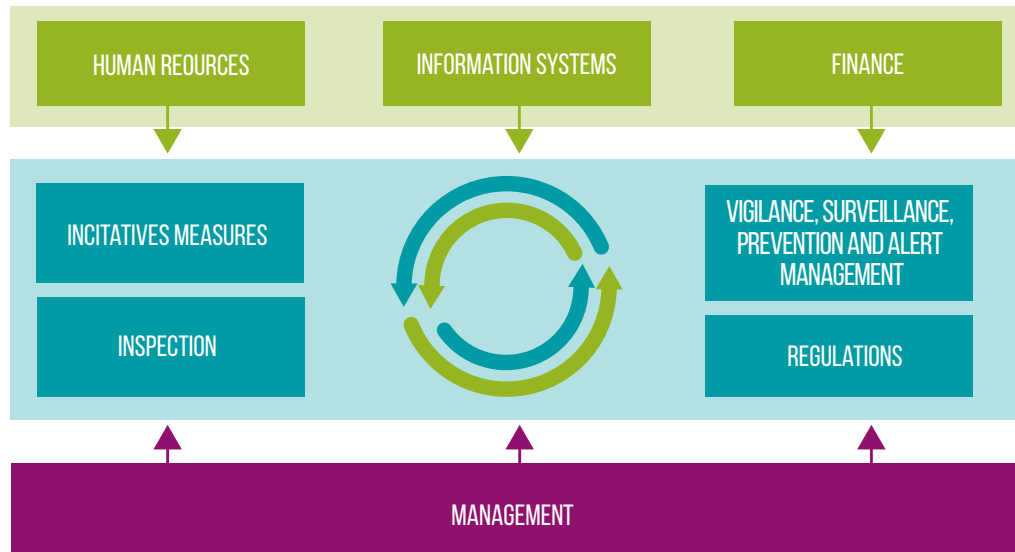 HUMAN REOURCES
INFORMATION SYSTEMS
FINANCE
INCITATIVES MEASURES
VIGILANCE, SURVEILLANCE,
PREVENTION AND ALERT
MANAGEMENT
INSPECTION
REGULATIONS
MANAGEMENT